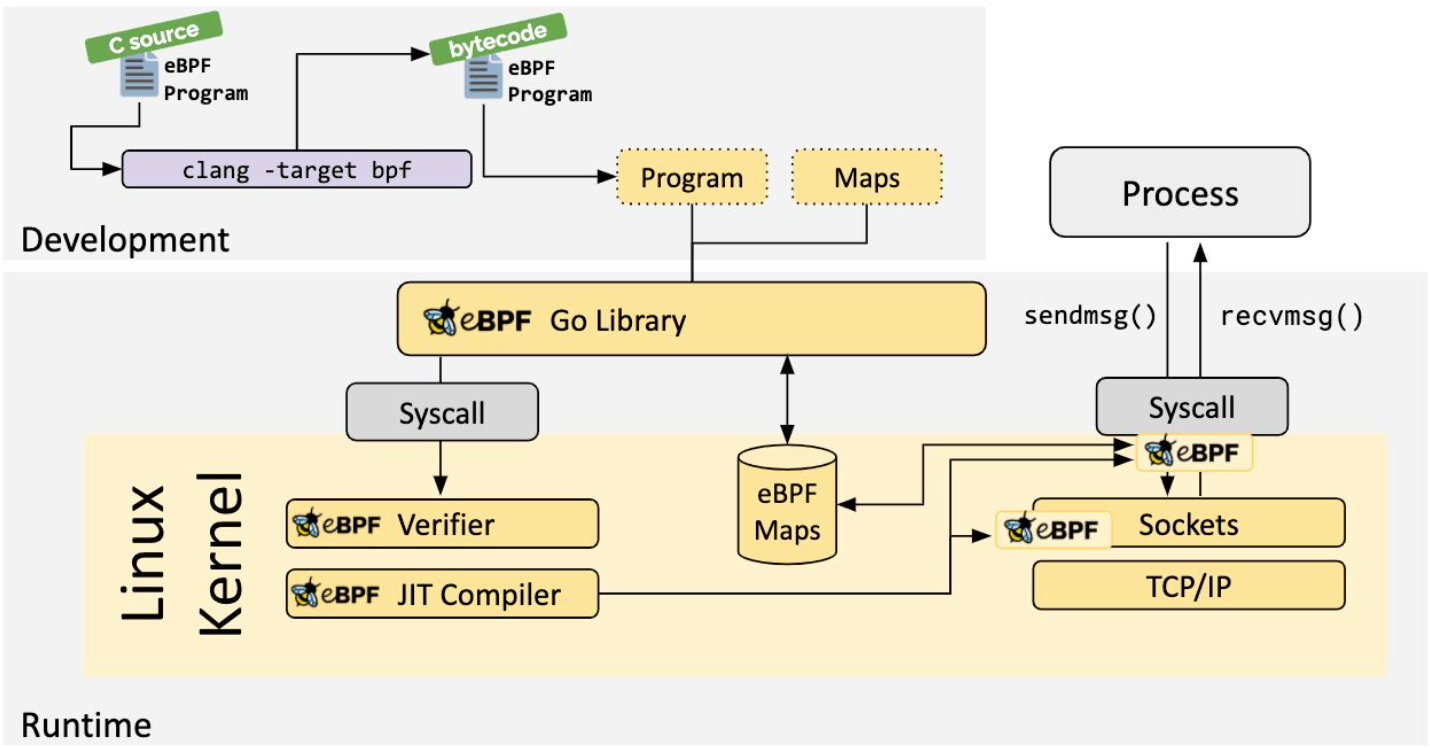 C source
eBPF
Program
bytecode
eBPF
Program
clang -target bpf
Program
Maps
Development
Process
eBPF Go Library
sendmsg()
recvmsg()
Syscall
Syscall
eBPF
Linux
Kernel
eBPF Verifier
eBPF
Maps
eBPF
Sockets
eBPF JIT Compiler
TCP/IP
Runtime